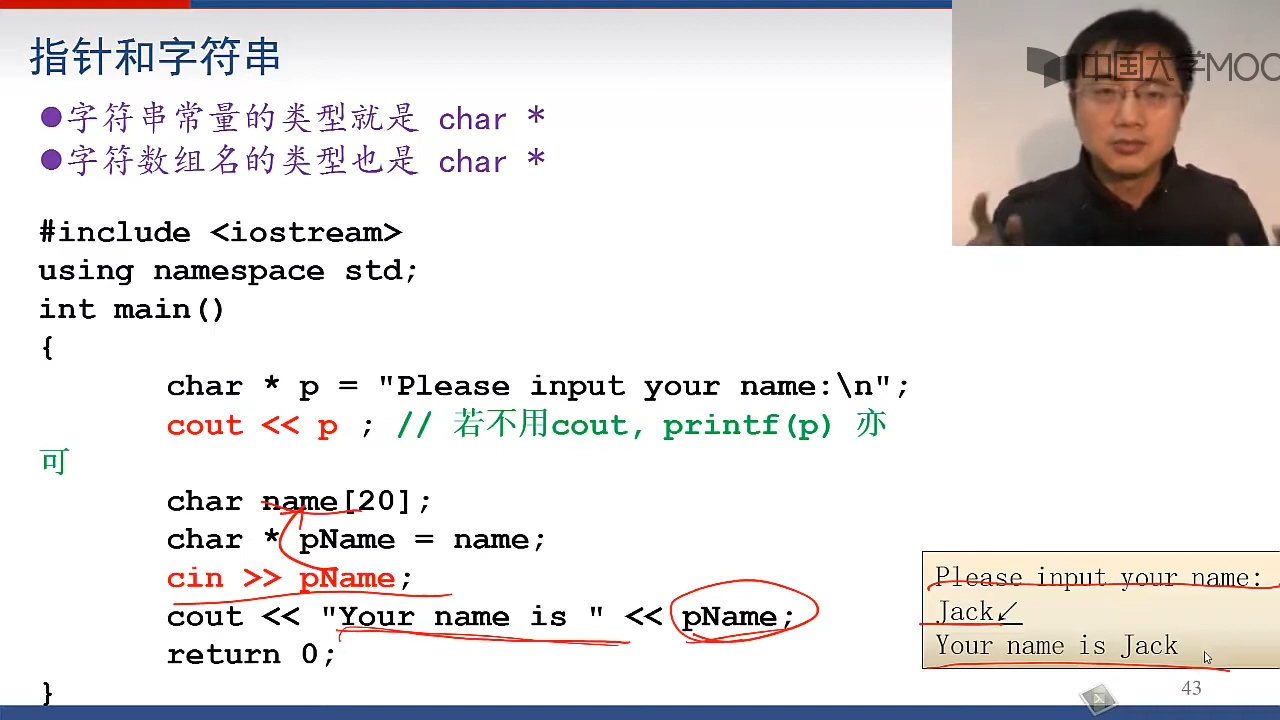 指针和字符串
中国大学MOO
●字符串常量的类型就是 char *
●字符数组名的类型也是 char *
#include <iostream>
using namespace std;
int main()
{
char * p = "Please input your name:\n";
cout << p ; // 若不用cout, printf(p) 亦
可
char name[20];
char * pName = name;
cin >> pName;
cout << "Your name is " << pName;
return 0;
}
Please input your name:
Jack↙
Your name is Jack
43